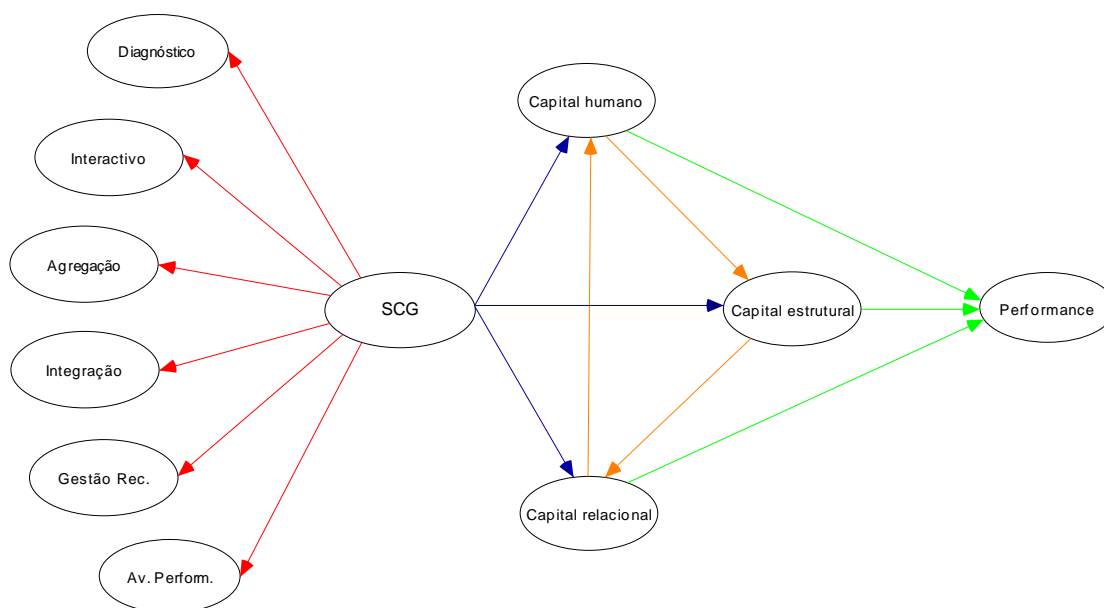 Diagnóstico
Interactivo
Agregação
Integração
Gestão Rec.
Av. Perform.
SCG
Capital humano
Capital estrutural
Capital relacional
Performance